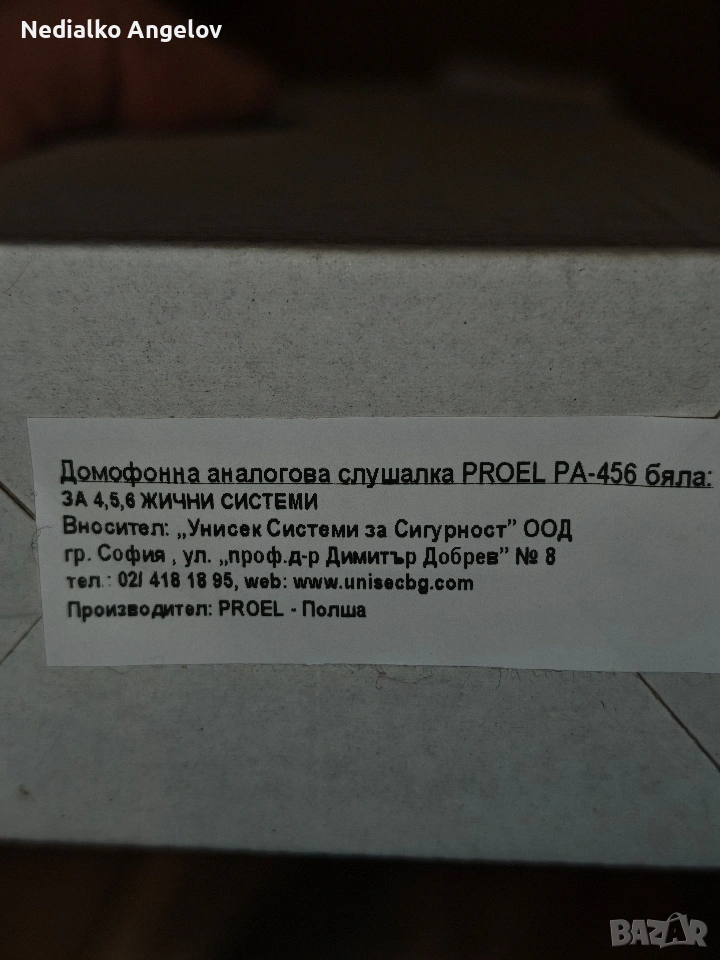 Nedialko Angelov
Домофонна аналогова слушалка PROEL PA-456 бяла:
ЗА 4,5,6 ЖИЧНИ СИСТЕМИ
Вносител: „Унисек Системи за Сигурност” ООД
гр. София , ул. „проф.д-р Димитър Добрев” № 8
тел.: 02/ 418 18 95, web: www.unisecbg.com
Производител: PROEL - Полша
BAZAR